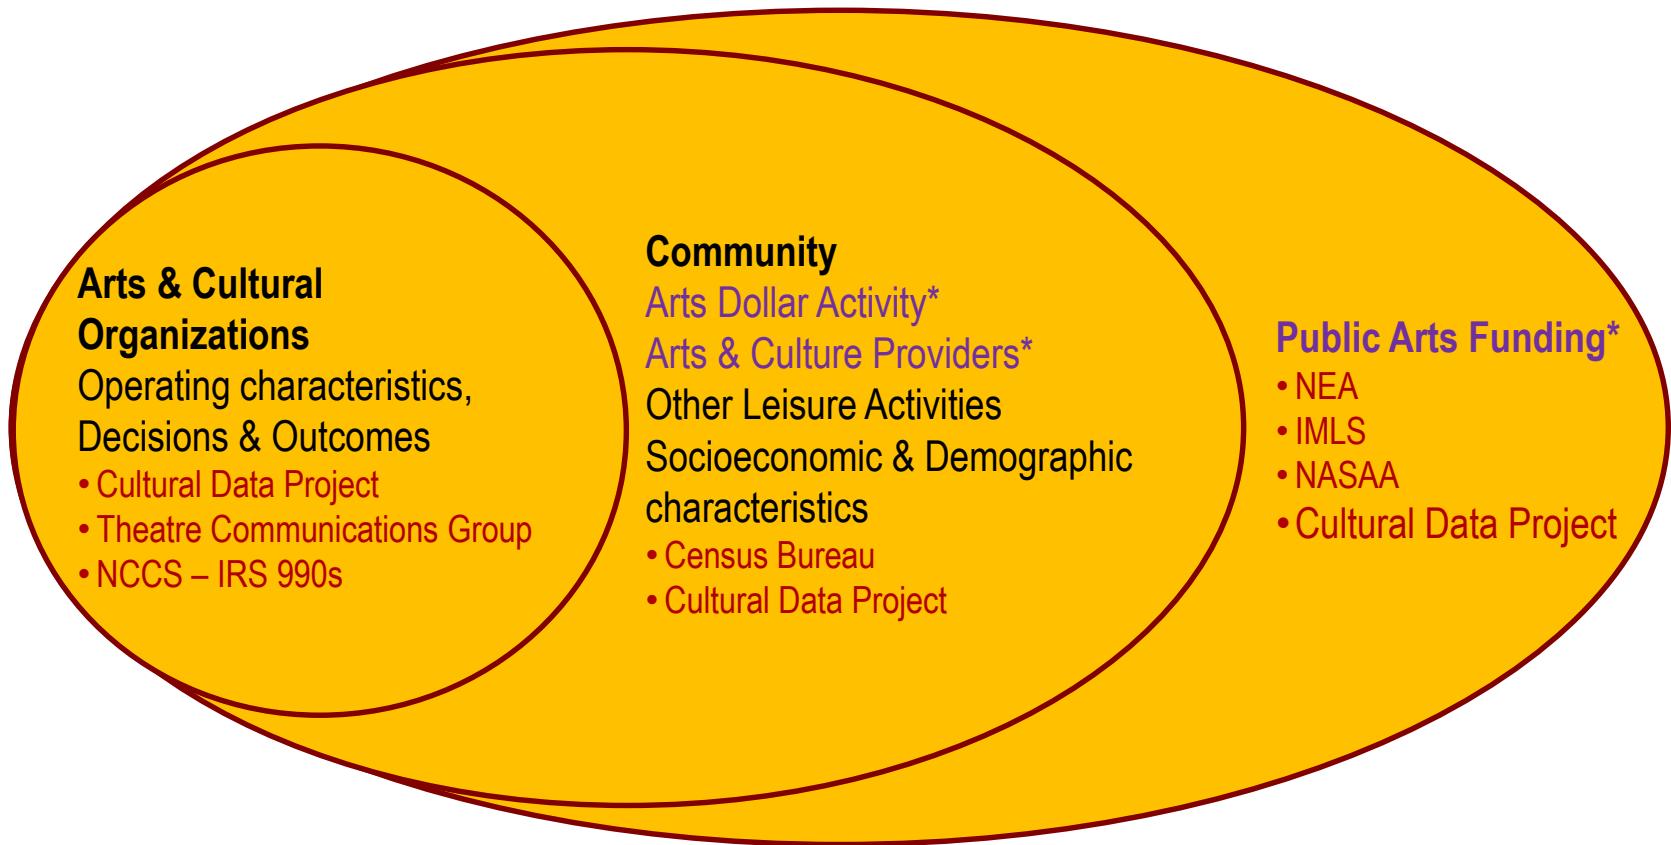 Arts & Cultural
Organizations
Operating characteristics,
Decisions & Outcomes
• Cultural Data Project
• Theatre Communications Group
• NCCS – IRS 990s
Community
Arts Dollar Activity*
Arts & Culture Providers*
Other Leisure Activities
Socioeconomic & Demographic
characteristics
• Census Bureau
• Cultural Data Project
Public Arts Funding*
• NEA
• IMLS
• NASAA
• Cultural Data Project